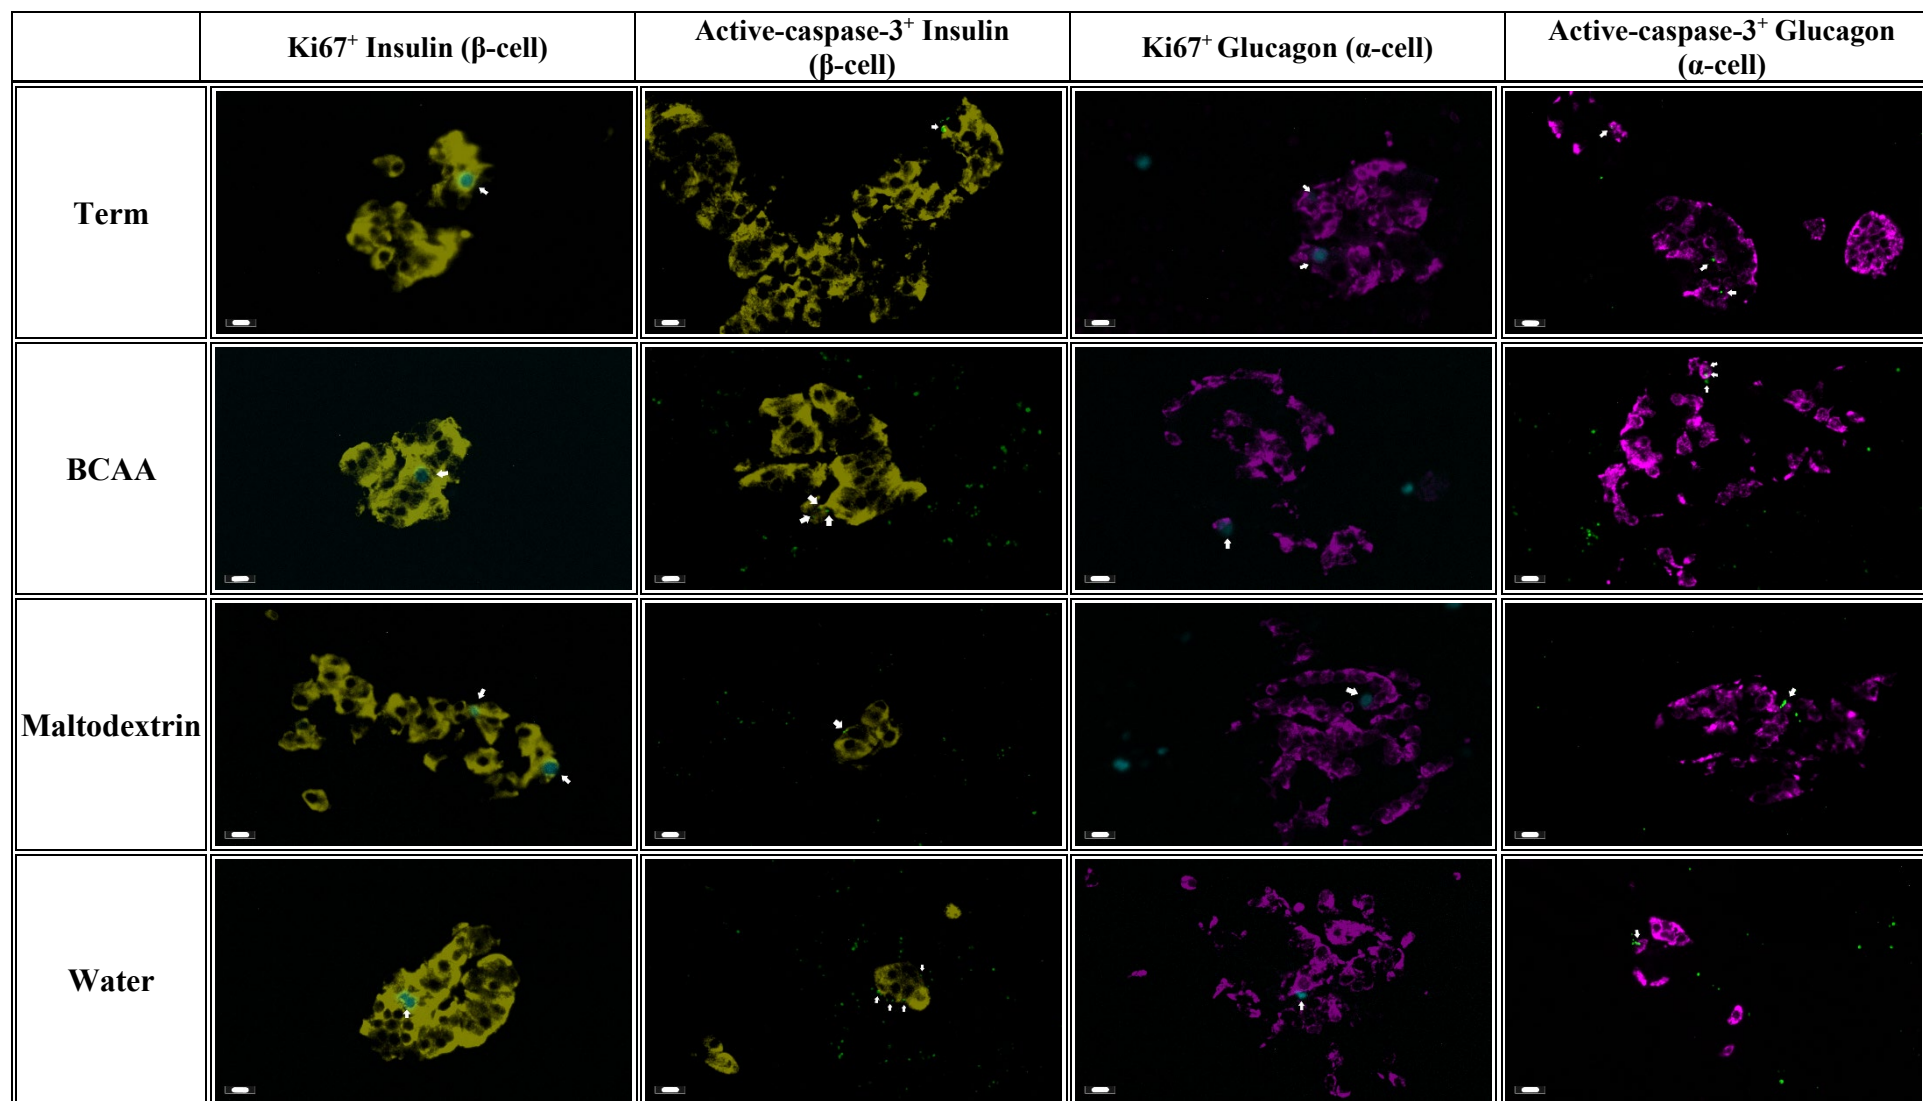 Ki67⁺ Insulin (β-cell)
Active-caspase-3⁺ Insulin
(β-cell)
Ki67⁺ Glucagon (α-cell)
Active-caspase-3⁺ Glucagon
(α-cell)
Term
BCAA
Maltodextrin
Water